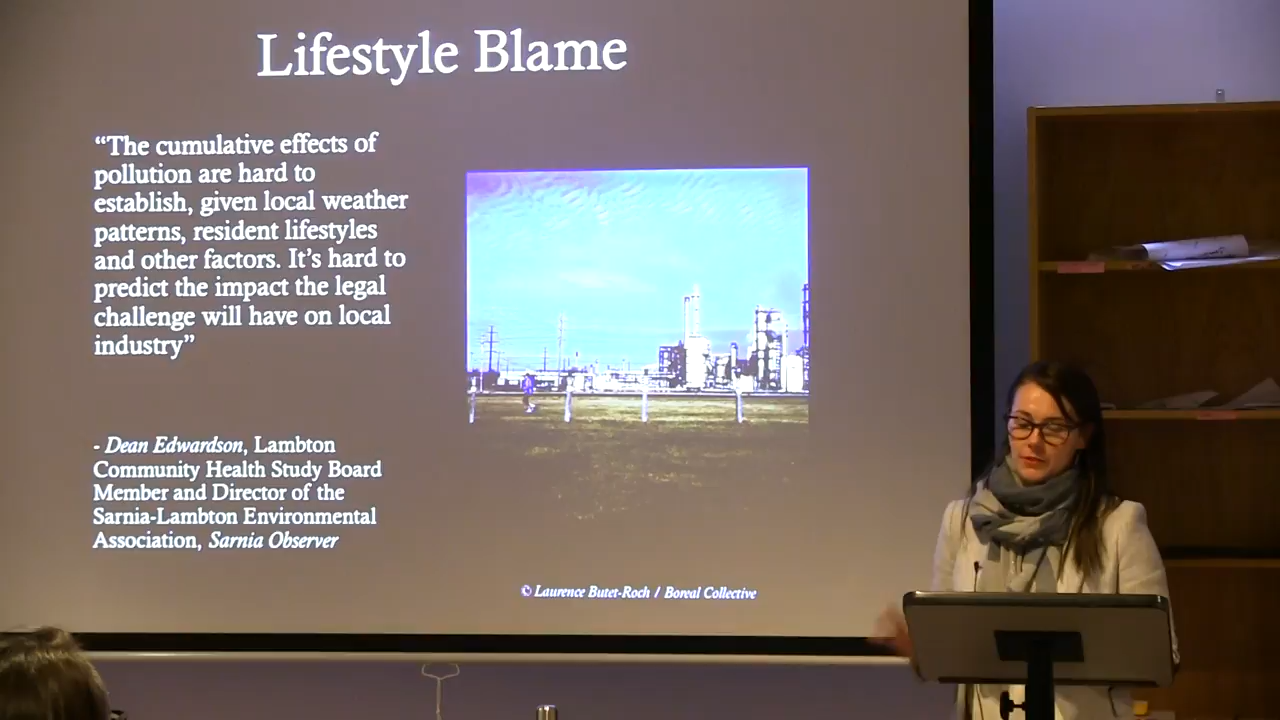 Lifestyle Blame
“The cumulative effects of
pollution are hard to
establish, given local weather
patterns, resident lifestyles
and other factors. It’s hard to
predict the impact the legal
challenge will have on local
industry”
- Dean Edwardson, Lambton
Community Health Study Board
Member and Director of the
Sarnia-Lambton Environmental
Association, Sarnia Observer
© Laurence Butet-Roch / Boreal Collective